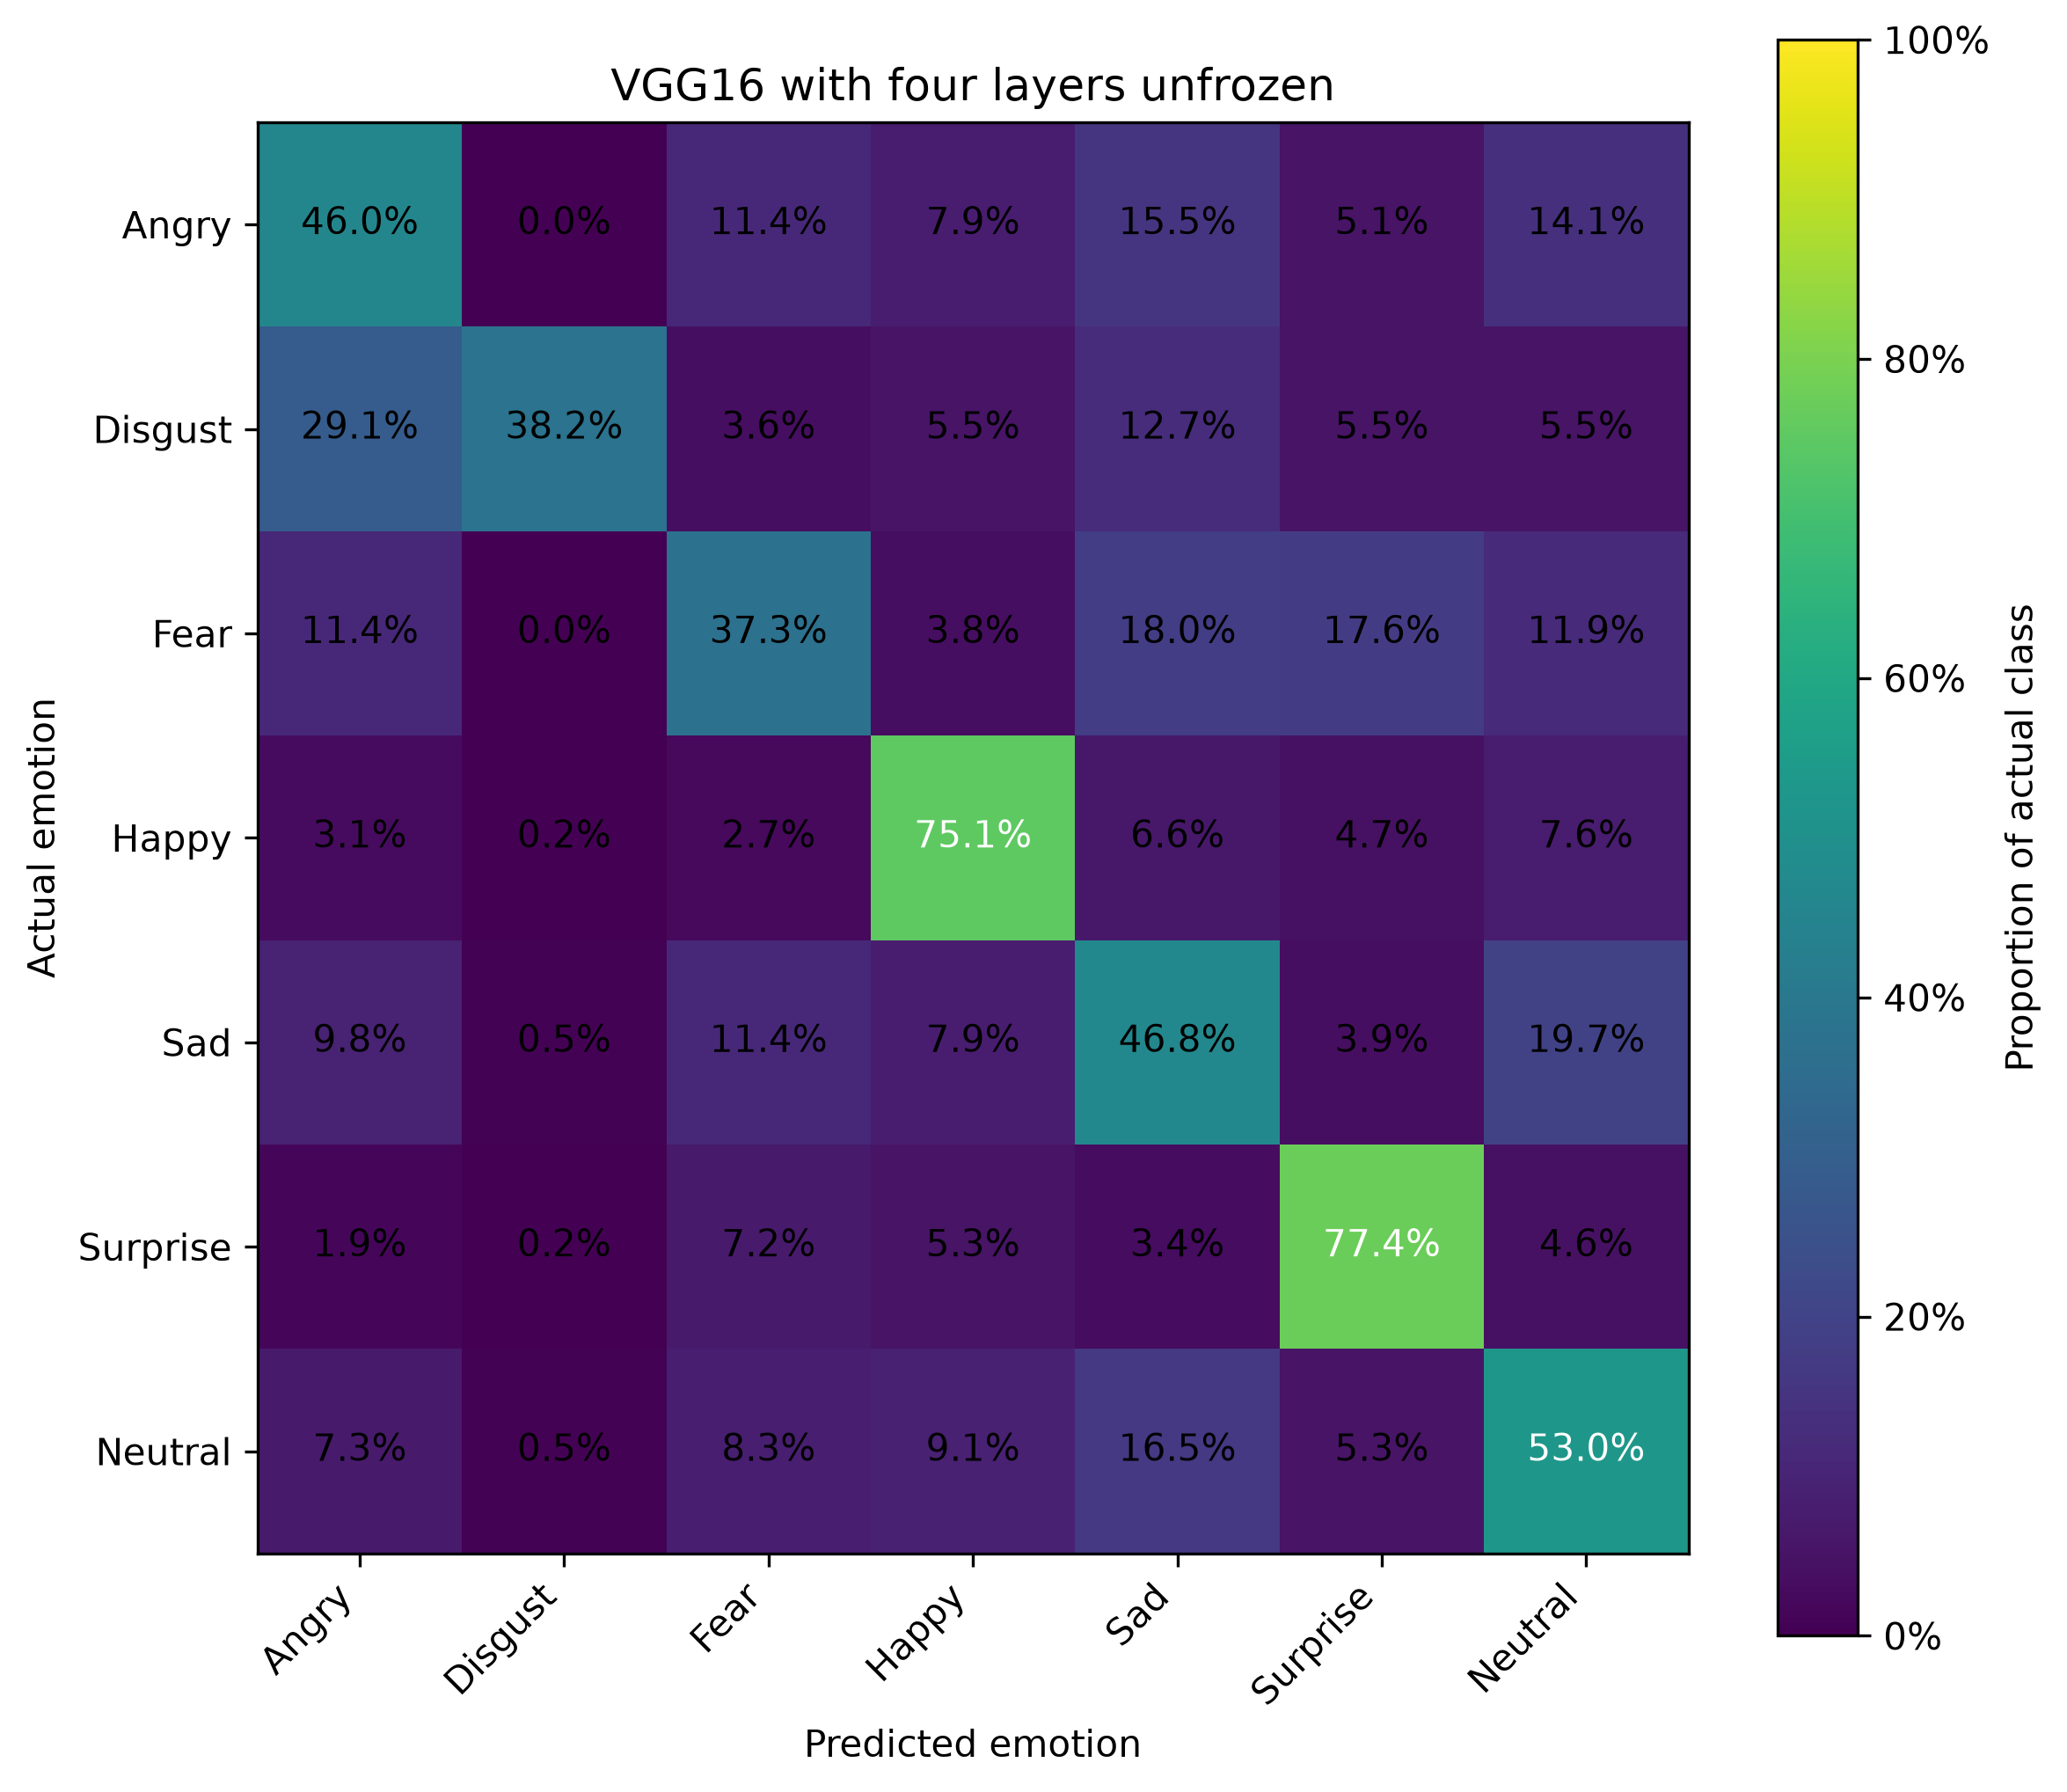 VGG16 with four layers unfrozen
Angry 46.0% 0.0% 11.4% 7.9% 15.5% 5.1% 14.1%
Disgust 29.1% 38.2% 3.6% 5.5% 12.7% 5.5% 5.5%
Fear 11.4% 0.0% 37.3% 3.8% 18.0% 17.6% 11.9%
Happy 3.1% 0.2% 2.7% 75.1% 6.6% 4.7% 7.6%
Sad 9.8% 0.5% 11.4% 7.9% 46.8% 3.9% 19.7%
Surprise 1.9% 0.2% 7.2% 5.3% 3.4% 77.4% 4.6%
Neutral 7.3% 0.5% 8.3% 9.1% 16.5% 5.3% 53.0%
Actual emotion
Angry Disgust Fear Happy Sad Surprise Neutral
Predicted emotion
100%
80%
60%
40%
20%
0%
Proportion of actual class